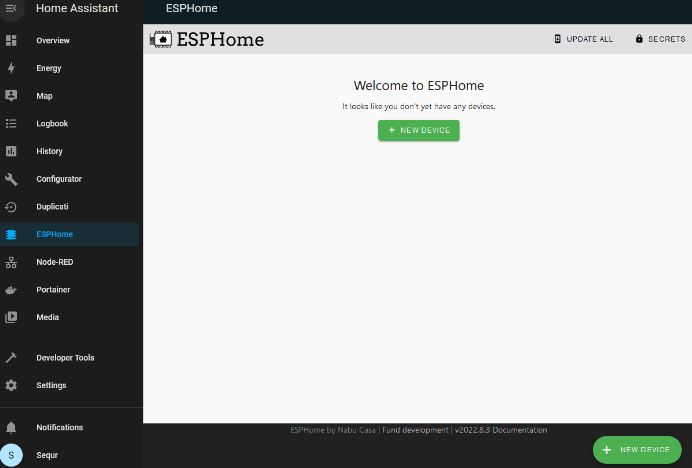 Home Assistant
ESPHome
Overview
Energy
Map
Logbook
History
Configurator
Duplicati
ESPHome
Node-RED
Portainer
Media
Developer Tools
Settings
Notifications
S Sequr
ESPHome
UPDATE ALL
SECRETS
Welcome to ESPHome
It looks like you don't yet have any devices.
+ NEW DEVICE
ESPHome by Nabu Casa | Fund development | v2022.8.3 Documentation
+ NEW DEVICE